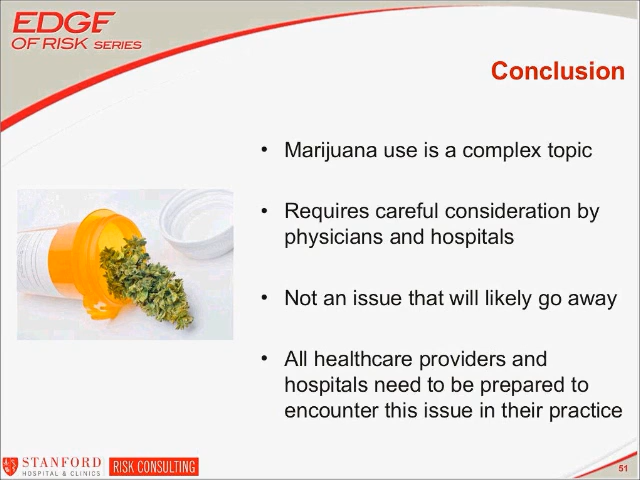 EDGE
OF RISK SERIES
Conclusion
• Marijuana use is a complex topic
• Requires careful consideration by
physicians and hospitals
• Not an issue that will likely go away
• All healthcare providers and
hospitals need to be prepared to
encounter this issue in their practice
STANFORD
HOSPITAL & CLINICS
RISK CONSULTING
51